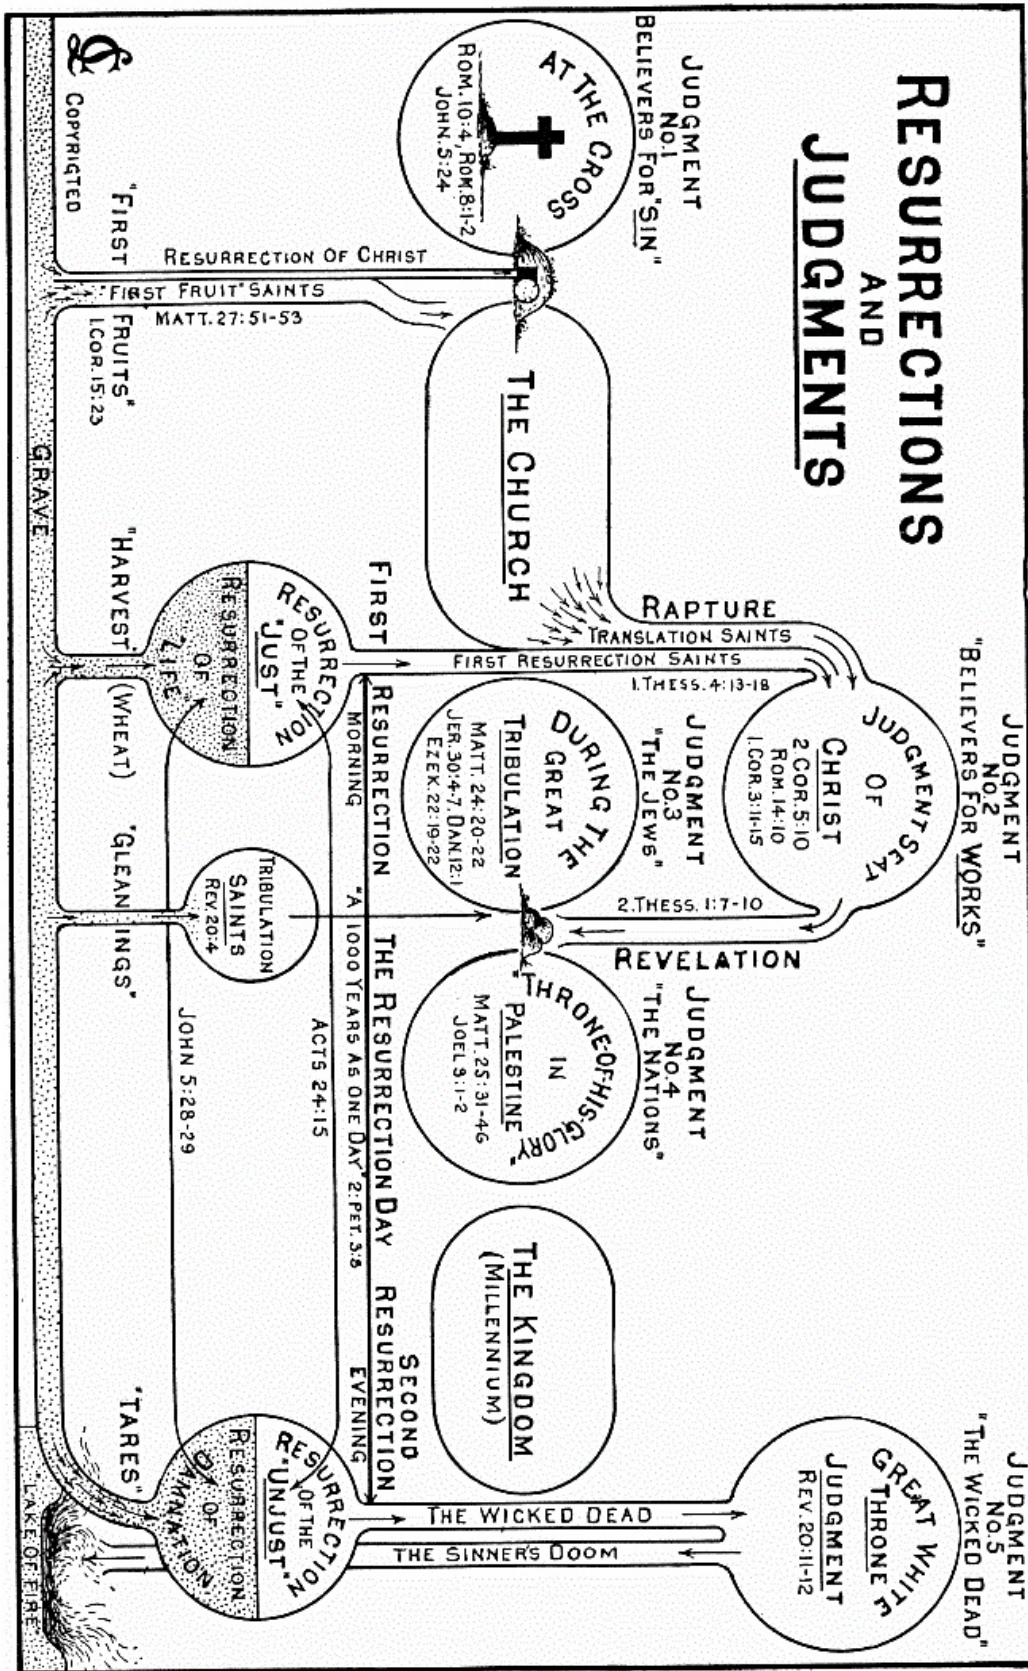 RESURRECTIONS
AND
JUDGMENTS
JUDGMENT
No.1
BELIEVERS FOR "SIN"
AT THE CROSS
ROM. 10:4, ROM. 8:1-2
JOHN. 5:24
RESURRECTION OF CHRIST
"FIRST FRUIT" SAINTS
MATT. 27:51-53
"FIRST FRUITS"
1. COR. 15:23
COPYRIGTED
GRAVE
THE CHURCH
RAPTURE
TRANSLATION SAINTS
FIRST RESURRECTION SAINTS
1. THESS. 4:13-18
JUDGMENT
No.2
"BELIEVERS FOR WORKS"
JUDGMENT SEAT
OF
CHRIST
2 COR. 5:10
ROM. 14:10
1. COR. 3:11-15
2. THESS. 1:7-10
REVELATION
JUDGMENT
No.3
"THE JEWS"
DURING THE
GREAT
TRIBULATION
MATT. 24:20-22
JER. 30:4-7. DAN. 12:1
EZEK 22:19-22
JUDGMENT
No.4
"THE NATIONS"
"THRONE-OF-HIS-GLORY"
IN
PALESTINE
MATT. 25:31-46
JOEL 3:1-2
THE KINGDOM
(MILLENNIUM)
JUDGMENT
No.5
"THE WICKED DEAD"
GREAT WHITE
THRONE
JUDGMENT
REV. 20:11-12
THE WICKED DEAD
THE SINNER'S DOOM
FIRST RESURRECTION
MORNING
THE RESURRECTION DAY
"A 1000 YEARS AS ONE DAY" 2: PET. 3:8
SECOND
RESURRECTION
EVENING
RESURRECTION
OF THE
"JUST"
RESURRECTION
OF
"LIFE"
TRIBULATION
SAINTS
REV. 20:4
ACTS 24:15
JOHN 5:28-29
RESURRECTION
OF THE
"UNJUST"
RESURRECTION
OF
DAMNATION
"HARVEST" (WHEAT)
"GLEANINGS"
"TARES"
LAKE OF FIRE